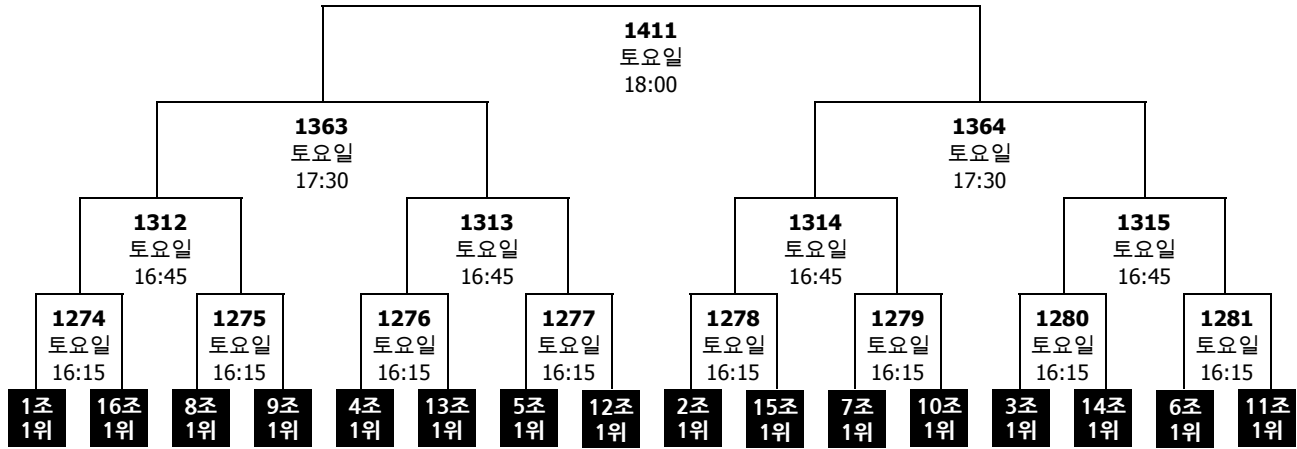 1411
토요일
18:00
1363
토요일
17:30
1364
토요일
17:30
1312
토요일
16:45
1313
토요일
16:45
1314
토요일
16:45
1315
토요일
16:45
1274
토요일
16:15
1275
토요일
16:15
1276
토요일
16:15
1277
토요일
16:15
1278
토요일
16:15
1279
토요일
16:15
1280
토요일
16:15
1281
토요일
16:15
1조
1위
16조
1위
8조
1위
9조
1위
4조
1위
13조
1위
5조
1위
12조
1위
2조
1위
15조
1위
7조
1위
10조
1위
3조
1위
14조
1위
6조
1위
11조
1위